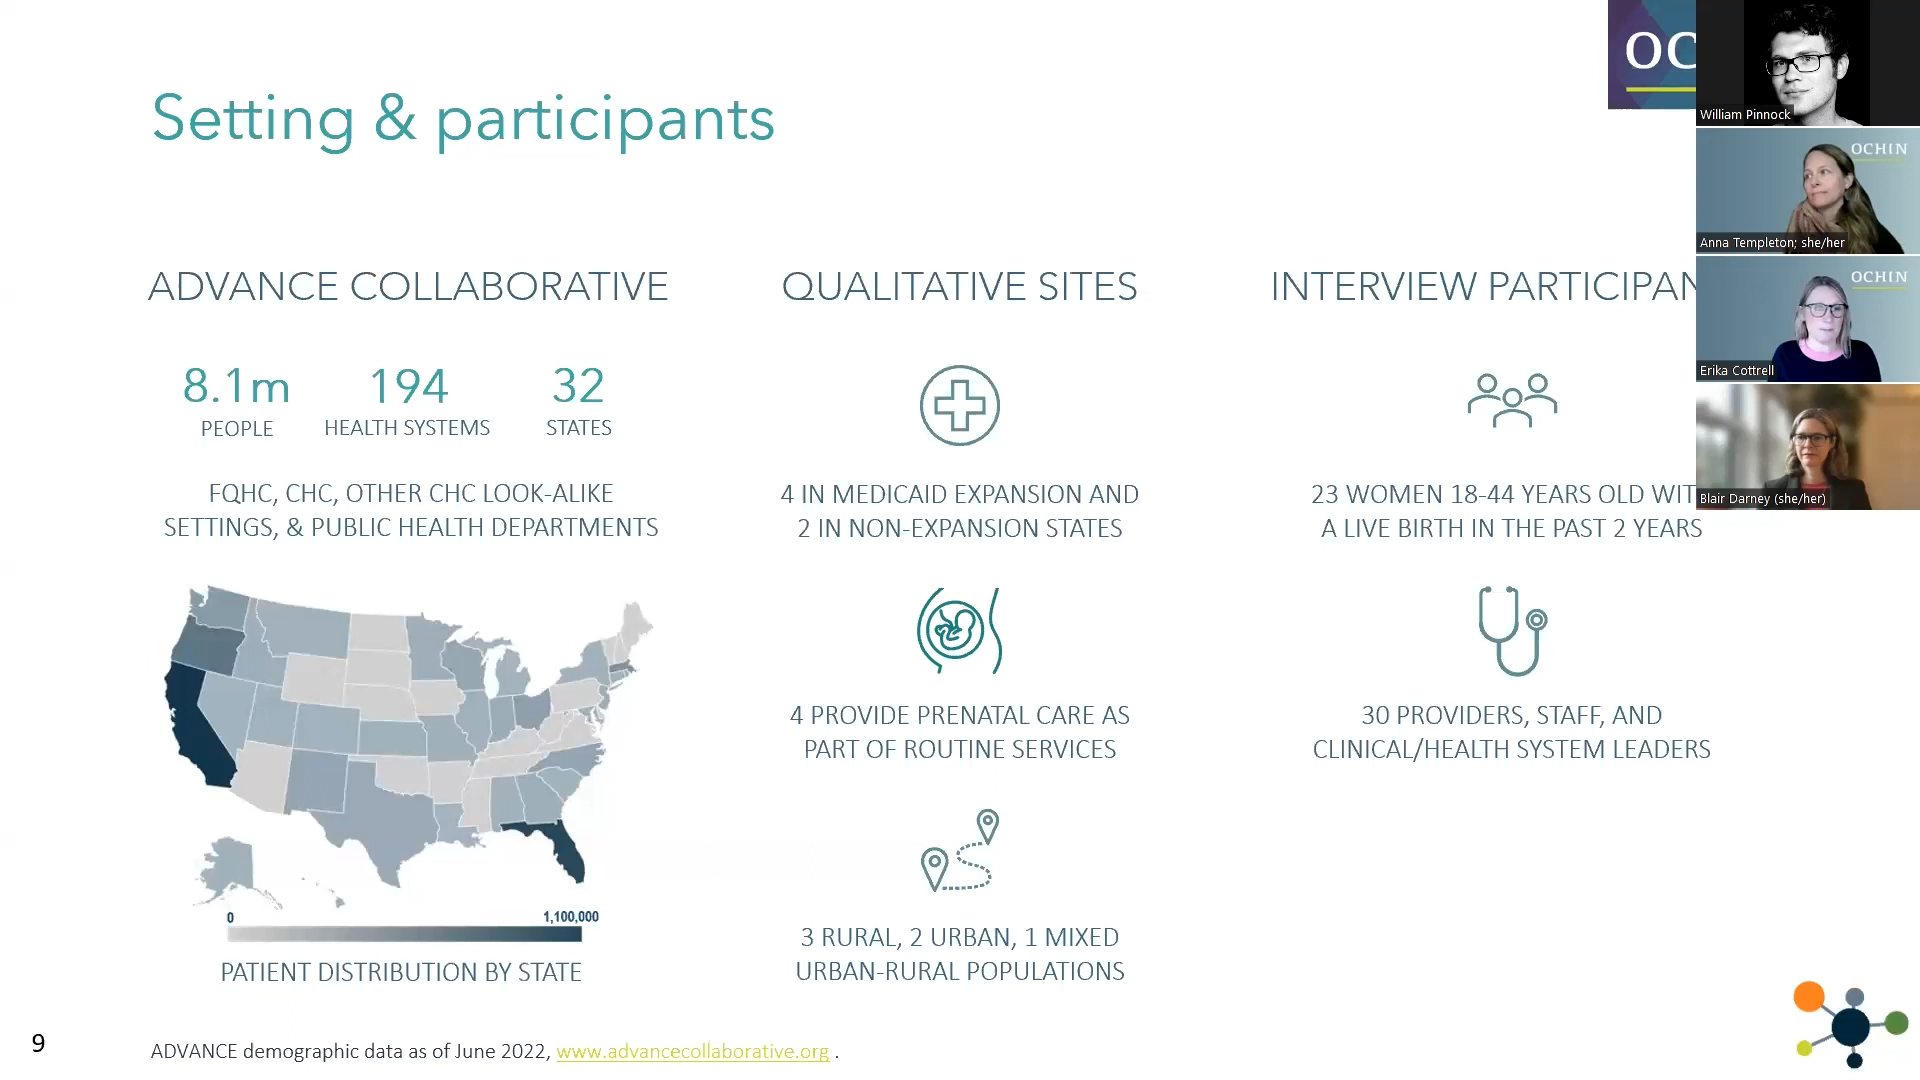 Setting & participants
OC
William Pinnock
OCHIN
Anna Templeton; she/her
OCHIN
Erika Cottrell
Blair Darney (she/her)
ADVANCE COLLABORATIVE
8.1m 194 32
PEOPLE HEALTH SYSTEMS STATES
FQHC, CHC, OTHER CHC LOOK-ALIKE
SETTINGS, & PUBLIC HEALTH DEPARTMENTS
0 1,100,000
PATIENT DISTRIBUTION BY STATE
QUALITATIVE SITES
4 IN MEDICAID EXPANSION AND
2 IN NON-EXPANSION STATES
4 PROVIDE PRENATAL CARE AS
PART OF ROUTINE SERVICES
3 RURAL, 2 URBAN, 1 MIXED
URBAN-RURAL POPULATIONS
INTERVIEW PARTICIPAN
23 WOMEN 18-44 YEARS OLD WIT
A LIVE BIRTH IN THE PAST 2 YEARS
30 PROVIDERS, STAFF, AND
CLINICAL/HEALTH SYSTEM LEADERS
9
ADVANCE demographic data as of June 2022, www.advancecollaborative.org .